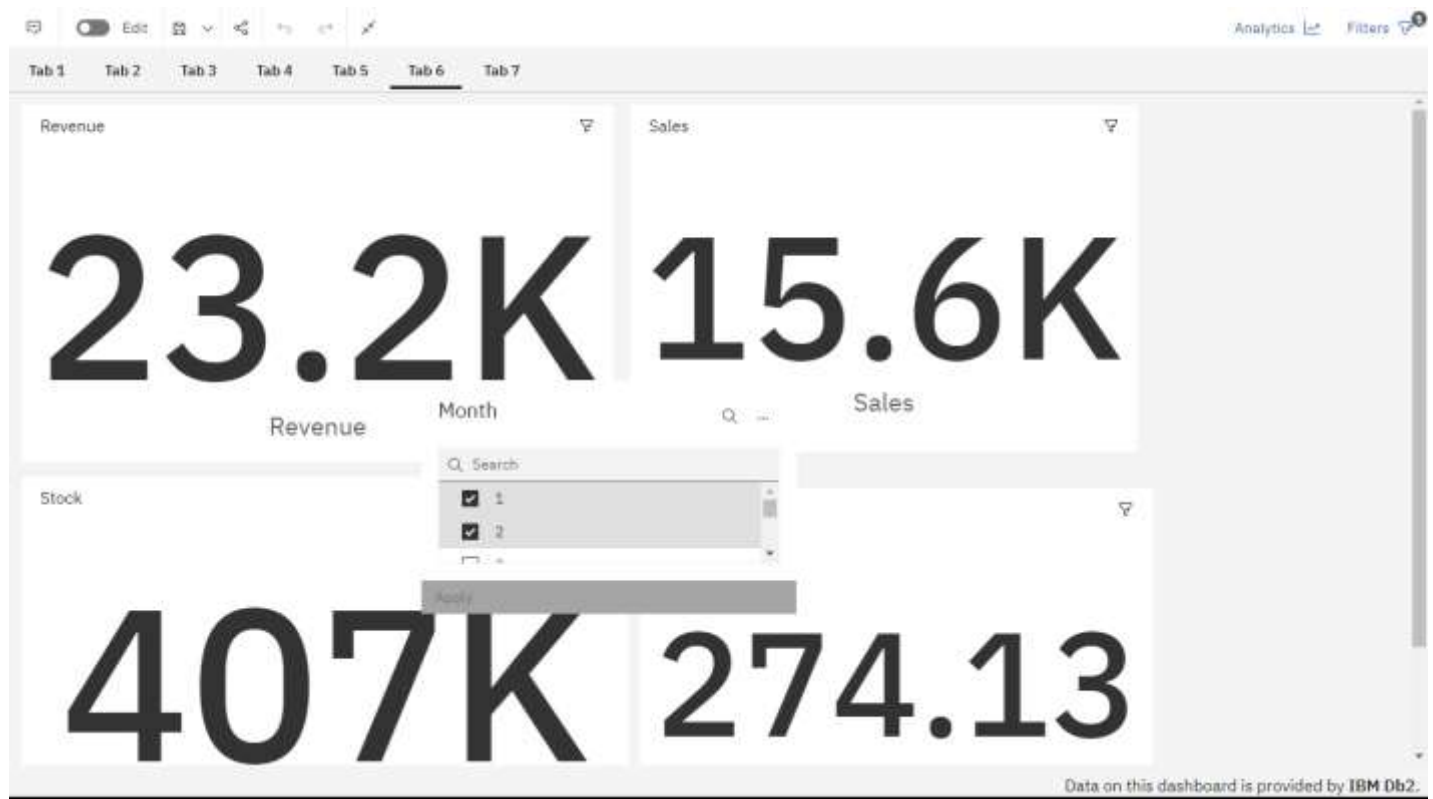 Edit
Analytics
Filters
Tab 1 Tab 2 Tab 3 Tab 4 Tab 5 Tab 6 Tab 7
Revenue
23.2K
Revenue
Sales
15.6K
Sales
Month
...
Search
1
2
Apply
Stock
407K
274.13
Data on this dashboard is provided by IBM Db2.